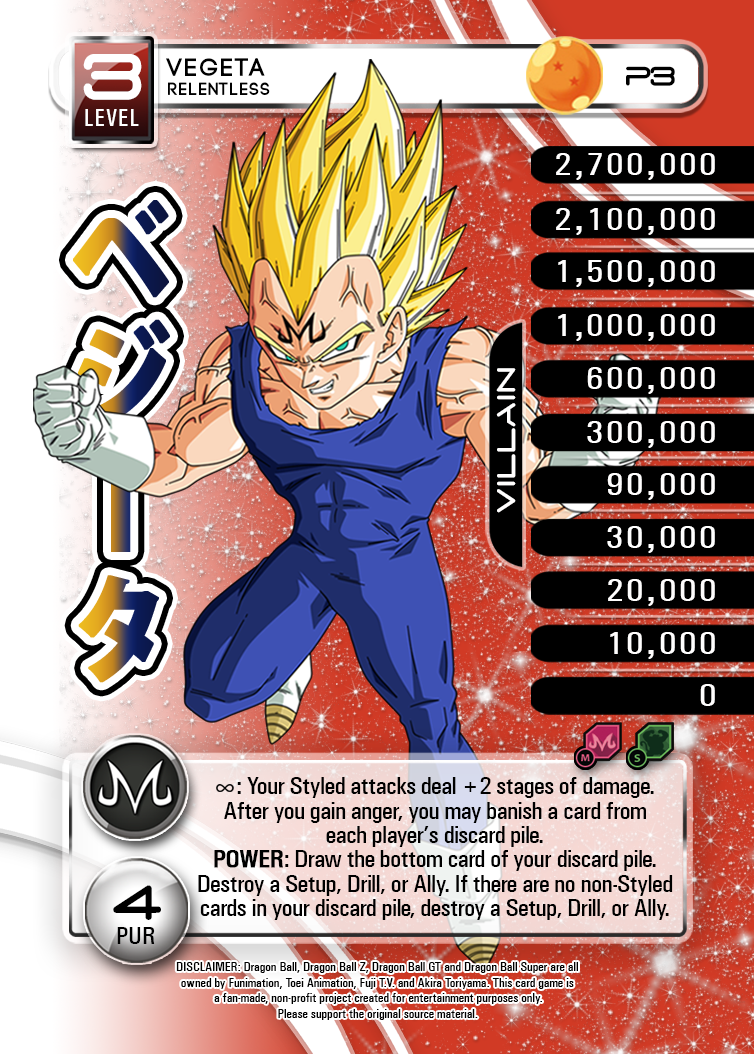 3
LEVEL
VEGETA
RELENTLESS
P3
2,700,000
2,100,000
1,500,000
1,000,000
600,000
300,000
90,000
30,000
20,000
10,000
0
VILLAIN
ベジータ
M
M
M
S
∞: Your Styled attacks deal +2 stages of damage.
After you gain anger, you may banish a card from
each player's discard pile.
POWER: Draw the bottom card of your discard pile.
Destroy a Setup, Drill, or Ally. If there are no non-Styled
cards in your discard pile, destroy a Setup, Drill, or Ally.
4
PUR
DISCLAIMER: Dragon Ball, Dragon Ball Z, Dragon Ball GT and Dragon Ball Super are all
owned by Funimation, Toei Animation, Fuji T.V. and Akira Toriyama. This card game is
a fan-made, non-profit project created for entertainment purposes only.
Please support the original source material.